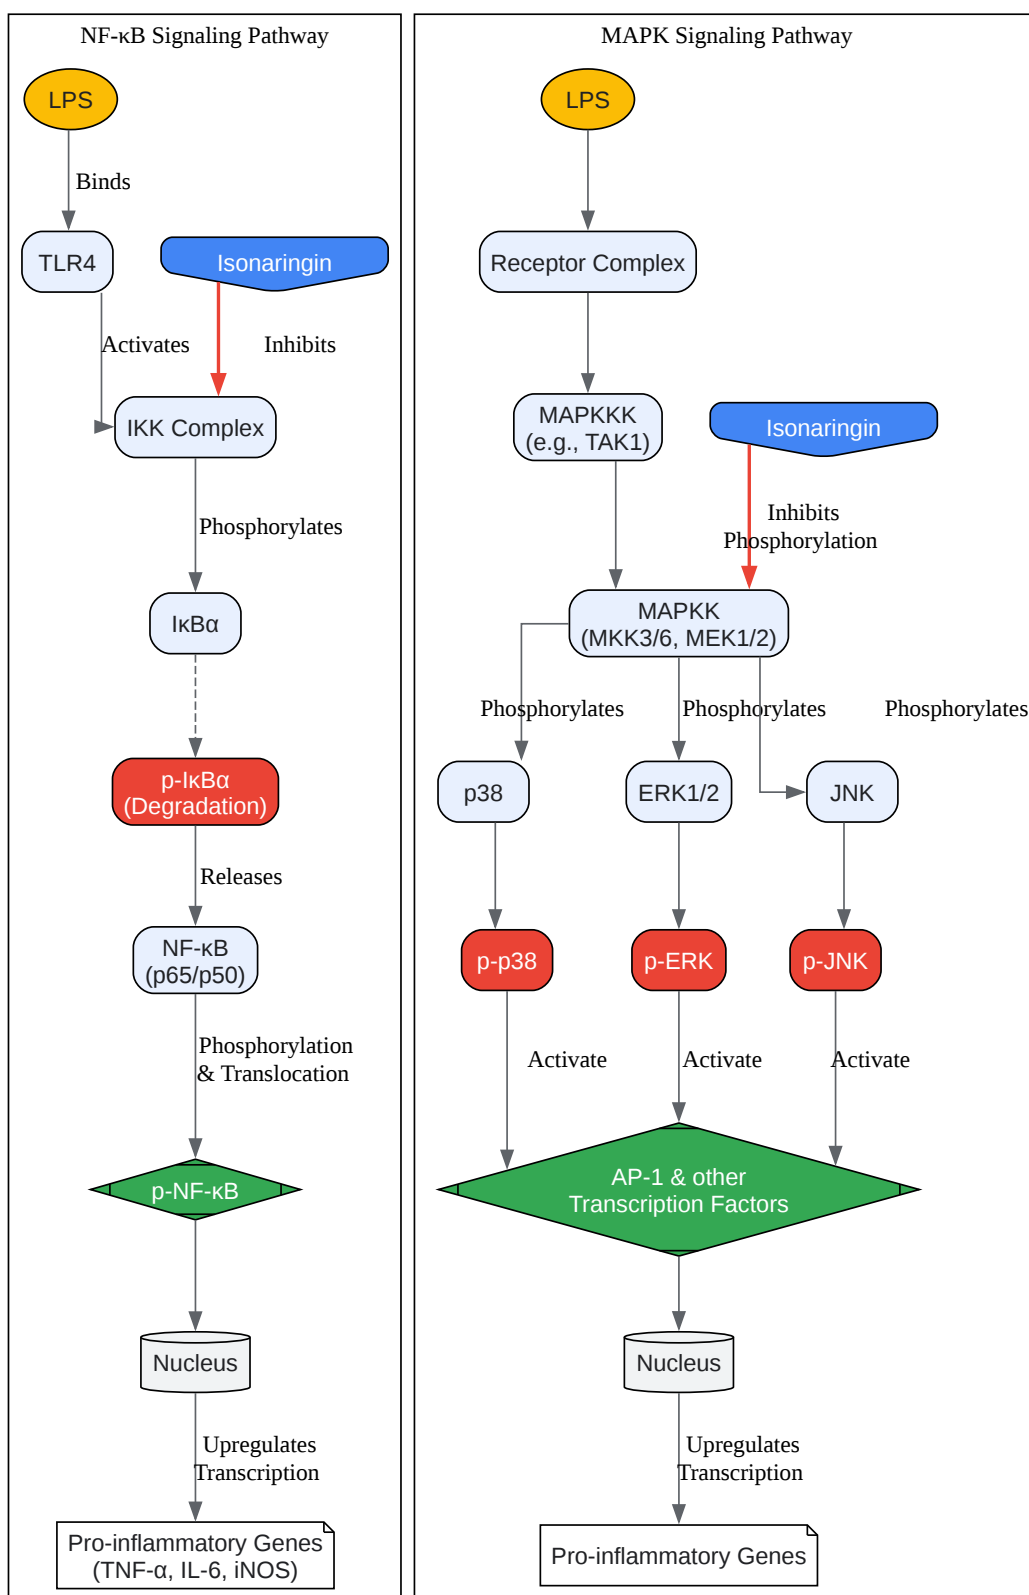 NF-κB Signaling Pathway
LPS
Binds
TLR4
Isonaringin
Activates
Inhibits
IKK Complex
Phosphorylates
IκBα
p-IκBα
(Degradation)
Releases
NF-κB
(p65/p50)
Phosphorylation
& Translocation
p-NF-κB
Nucleus
Upregulates
Transcription
Pro-inflammatory Genes
(TNF-α, IL-6, iNOS)
MAPK Signaling Pathway
LPS
Receptor Complex
MAPKKK
(e.g., TAK1)
Isonaringin
Inhibits
Phosphorylation
MAPKK
(MKK3/6, MEK1/2)
Phosphorylates
Phosphorylates
Phosphorylates
p38
ERK1/2
JNK
p-p38
p-ERK
p-JNK
Activate
Activate
Activate
AP-1 & other
Transcription Factors
Nucleus
Upregulates
Transcription
Pro-inflammatory Genes